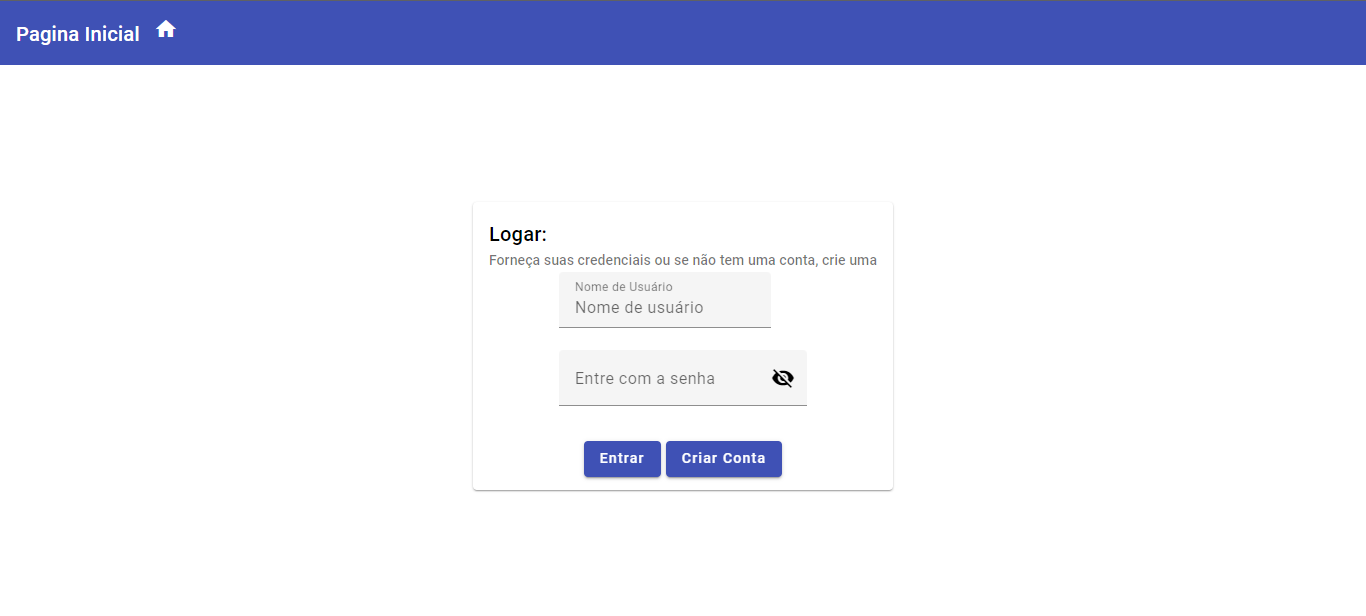 Pagina Inicial
Logar:
Forneça suas credenciais ou se não tem uma conta, crie uma
Nome de Usuário
Nome de usuário
Entre com a senha
Entrar Criar Conta